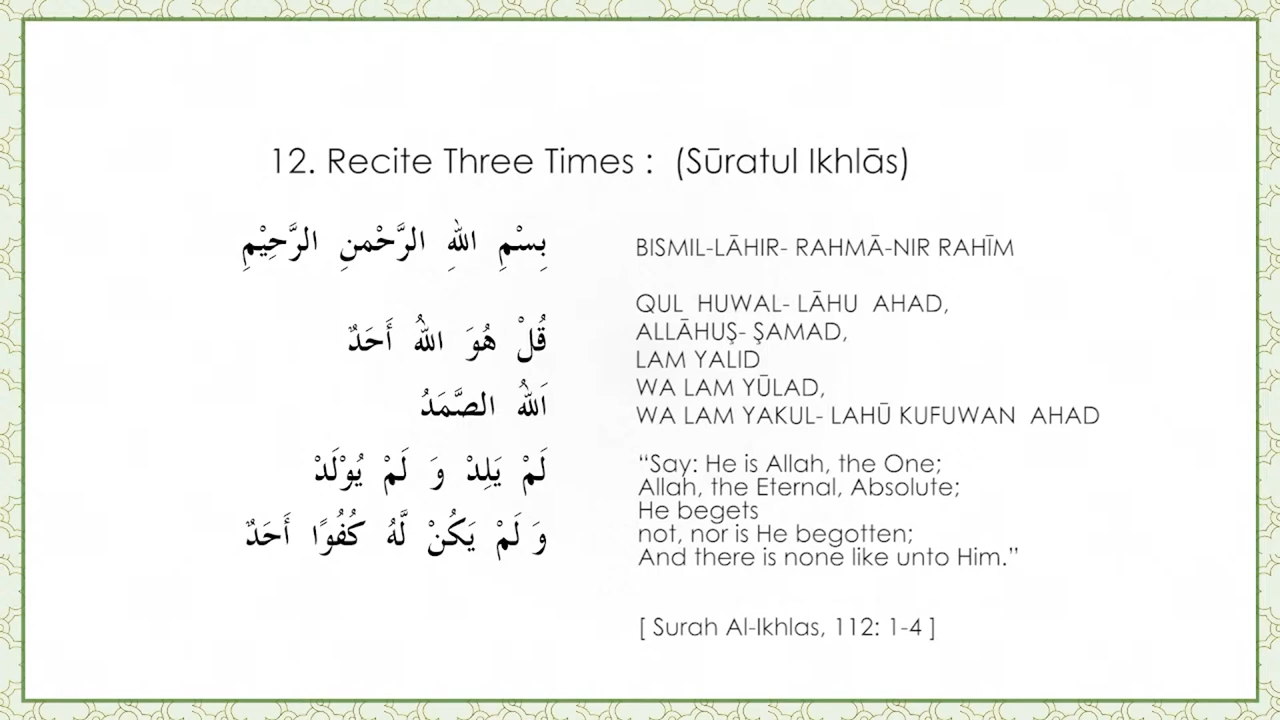 12. Recite Three Times : (Sūratul Ikhlās)
بِسْمِ اللهِ الرَّحْمنِ الرَّحِيْمِ
قُلْ هُوَ اللهُ أَحَدٌ
اَللهُ الصَّمَدُ
لَمْ يَلِدْ وَ لَمْ يُوْلَدْ
وَ لَمْ يَكُنْ لَّهُ كُفُوًا أَحَدٌ
BISMIL-LĀHIR- RAHMĀ-NIR RAHĪM
QUL HUWAL- LĀHU AHAD,
ALLĀHUŞ- ŞAMAD,
LAM YALID
WA LAM YŪLAD,
WA LAM YAKUL- LAHŪ KUFUWAN AHAD
“Say: He is Allah, the One;
Allah, the Eternal, Absolute;
He begets
not, nor is He begotten;
And there is none like unto Him.”
[ Surah Al-Ikhlas, 112: 1-4 ]